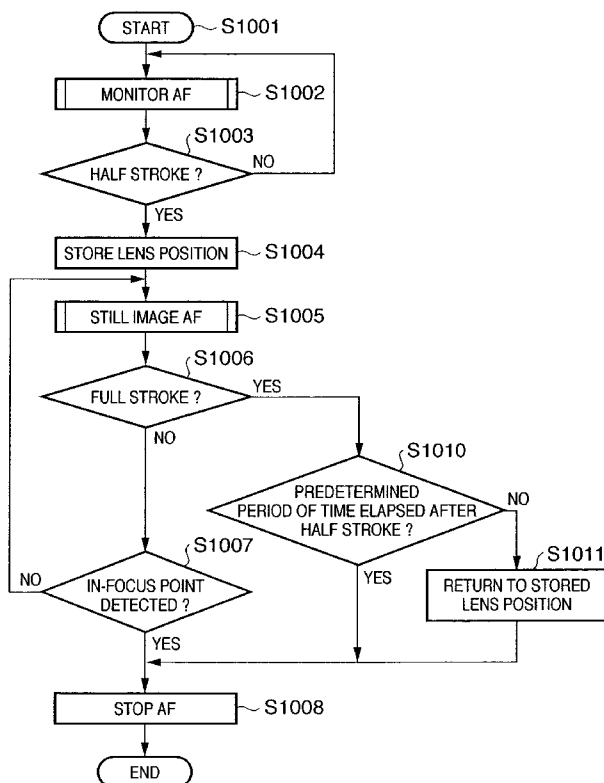 START S1001
MONITOR AF S1002
S1003
HALF STROKE ? NO
YES
STORE LENS POSITION S1004
STILL IMAGE AF S1005
S1006
FULL STROKE ? YES
NO
S1010
PREDETERMINED
PERIOD OF TIME ELAPSED AFTER
HALF STROKE ?
NO
YES
S1011
RETURN TO STORED
LENS POSITION
S1007
NO
IN-FOCUS POINT
DETECTED ?
YES
STOP AF S1008
END